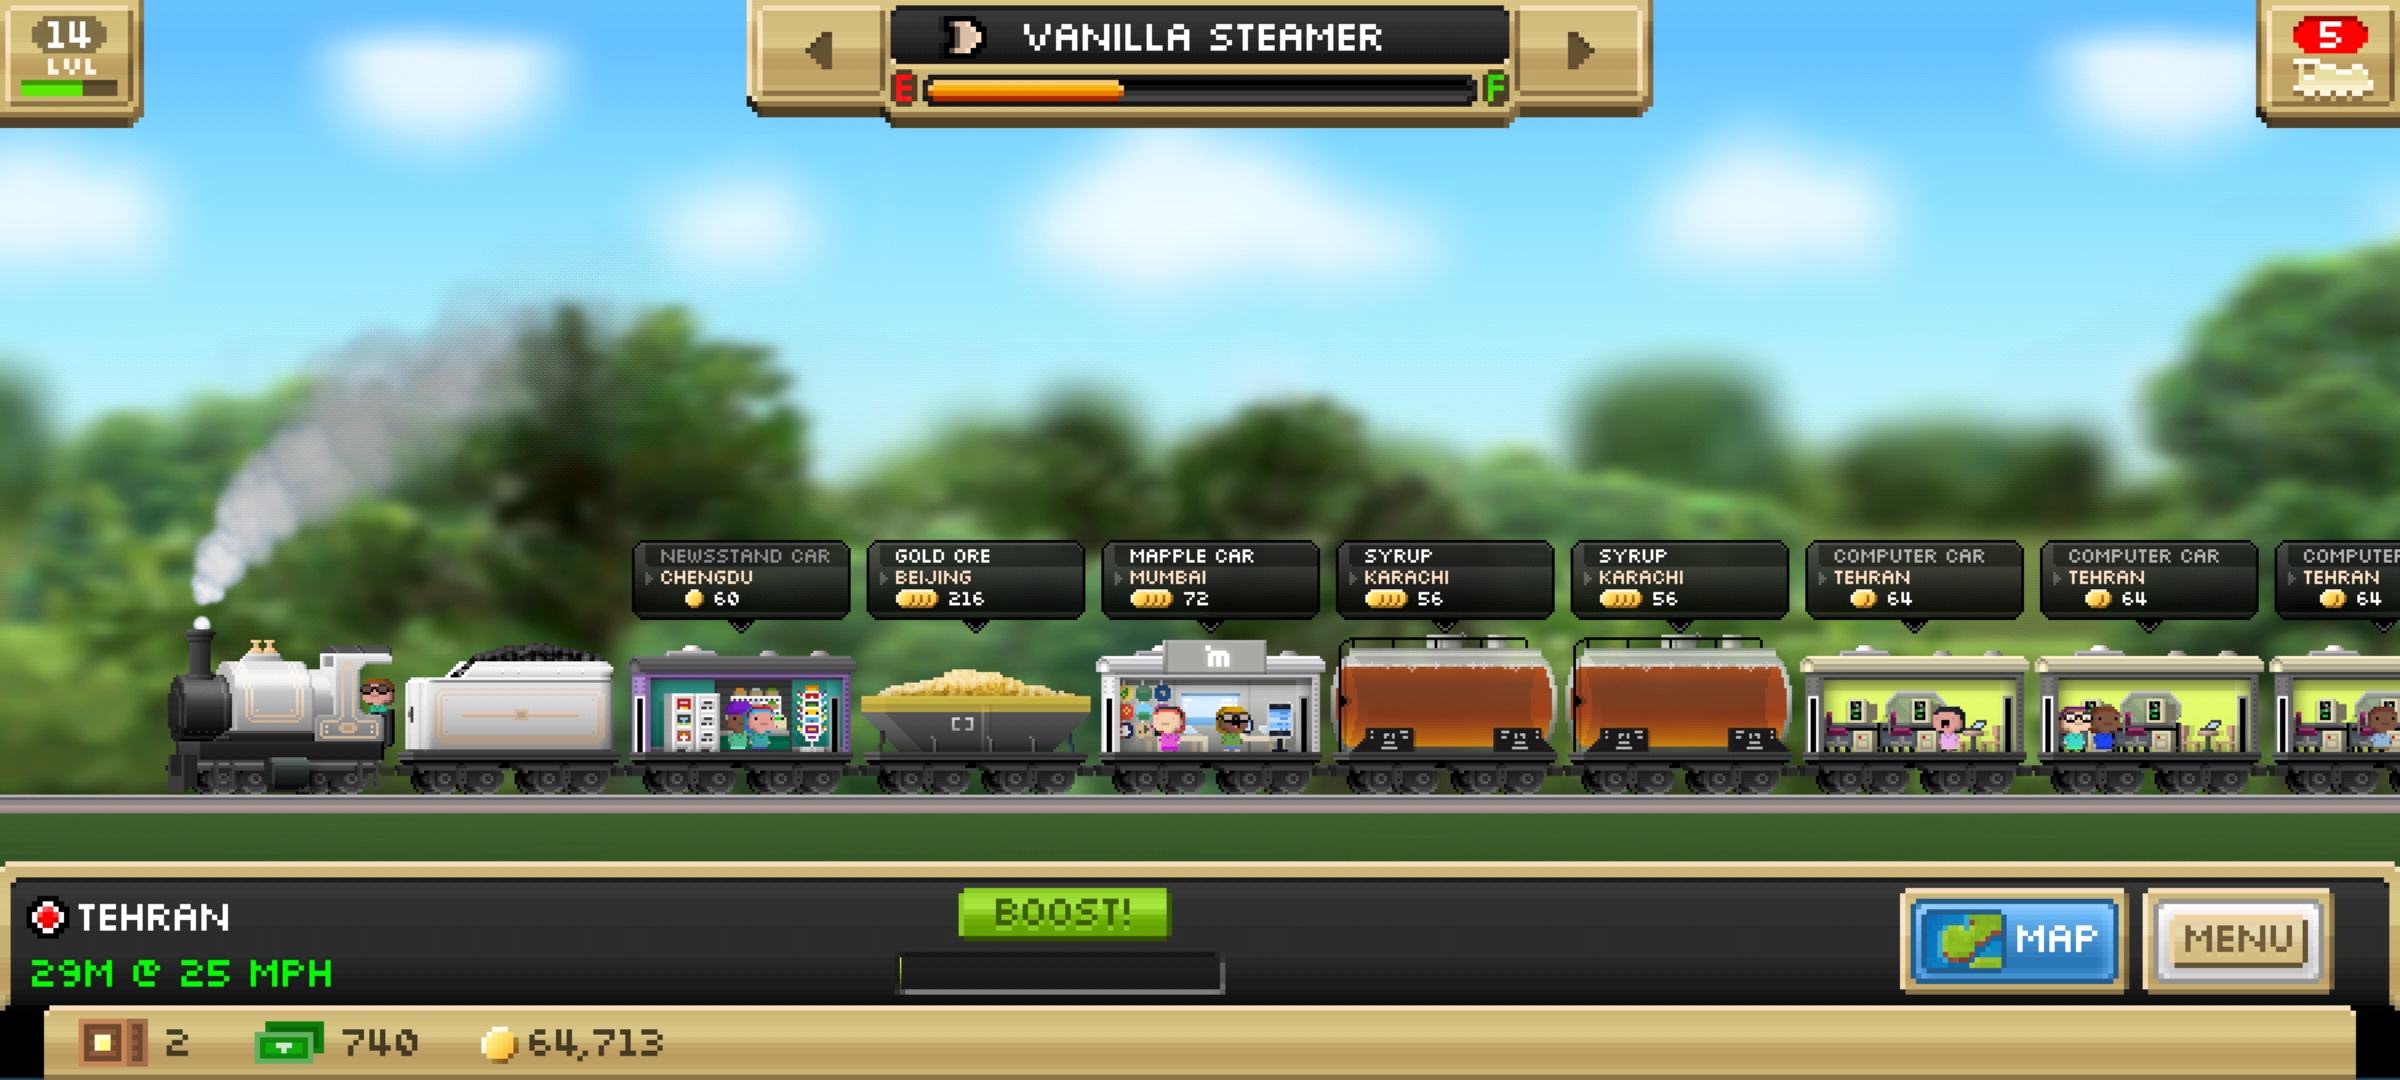 14
LVL
VANILLA STEAMER
E F
5
NEWSSTAND CAR
CHENGDU
60
GOLD ORE
BEIJING
216
MAPPLE CAR
MUMBAI
72
SYRUP
KARACHI
56
SYRUP
KARACHI
56
COMPUTER CAR
TEHRAN
64
COMPUTER CAR
TEHRAN
64
COMPUTER
TEHRAN
64
m
TEHRAN
29M @ 25 MPH
BOOST!
MAP
MENU
2 740 64,713